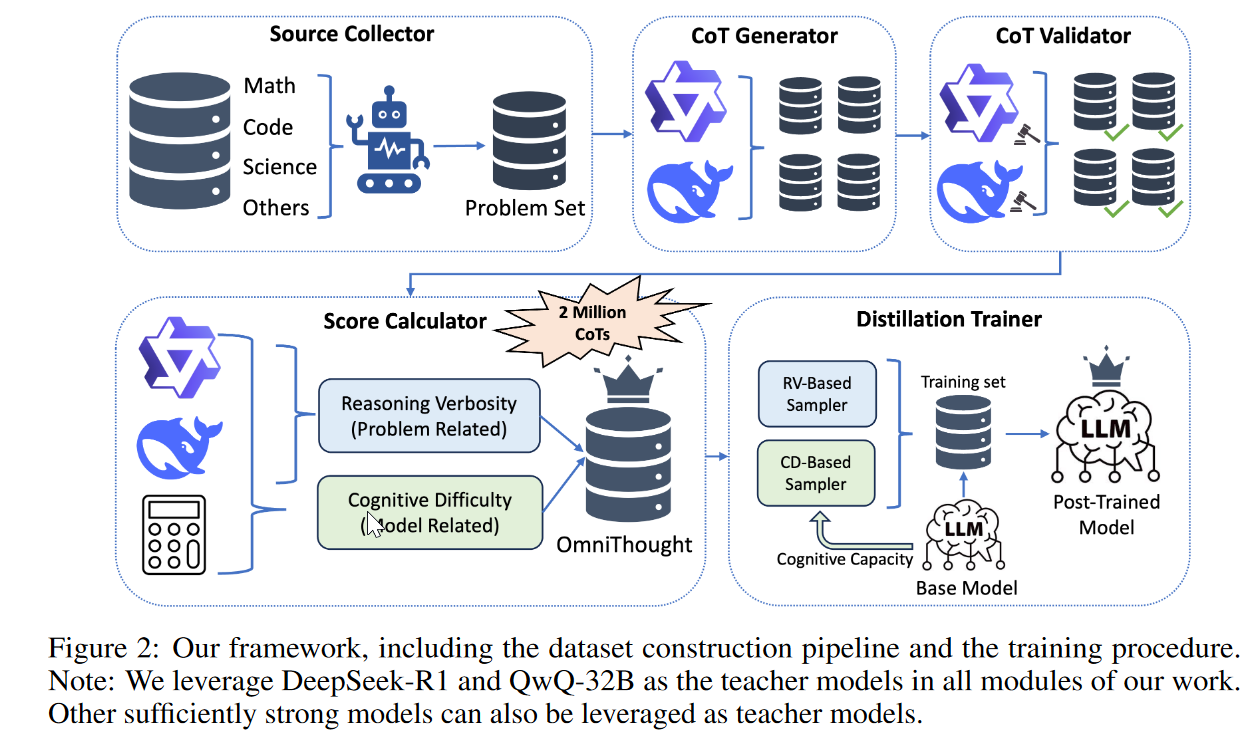 Source Collector
Math
Code
Science
Others
Problem Set
CoT Generator
CoT Validator
Score Calculator
2 Million
CoTs
Reasoning Verbosity
(Problem Related)
Cognitive Difficulty
(Model Related)
OmniThought
Distillation Trainer
RV-Based
Sampler
CD-Based
Sampler
Training set
LLM
Post-Trained
Model
LLM
Cognitive Capacity
Base Model
Figure 2: Our framework, including the dataset construction pipeline and the training procedure.
Note: We leverage DeepSeek-R1 and QwQ-32B as the teacher models in all modules of our work.
Other sufficiently strong models can also be leveraged as teacher models.